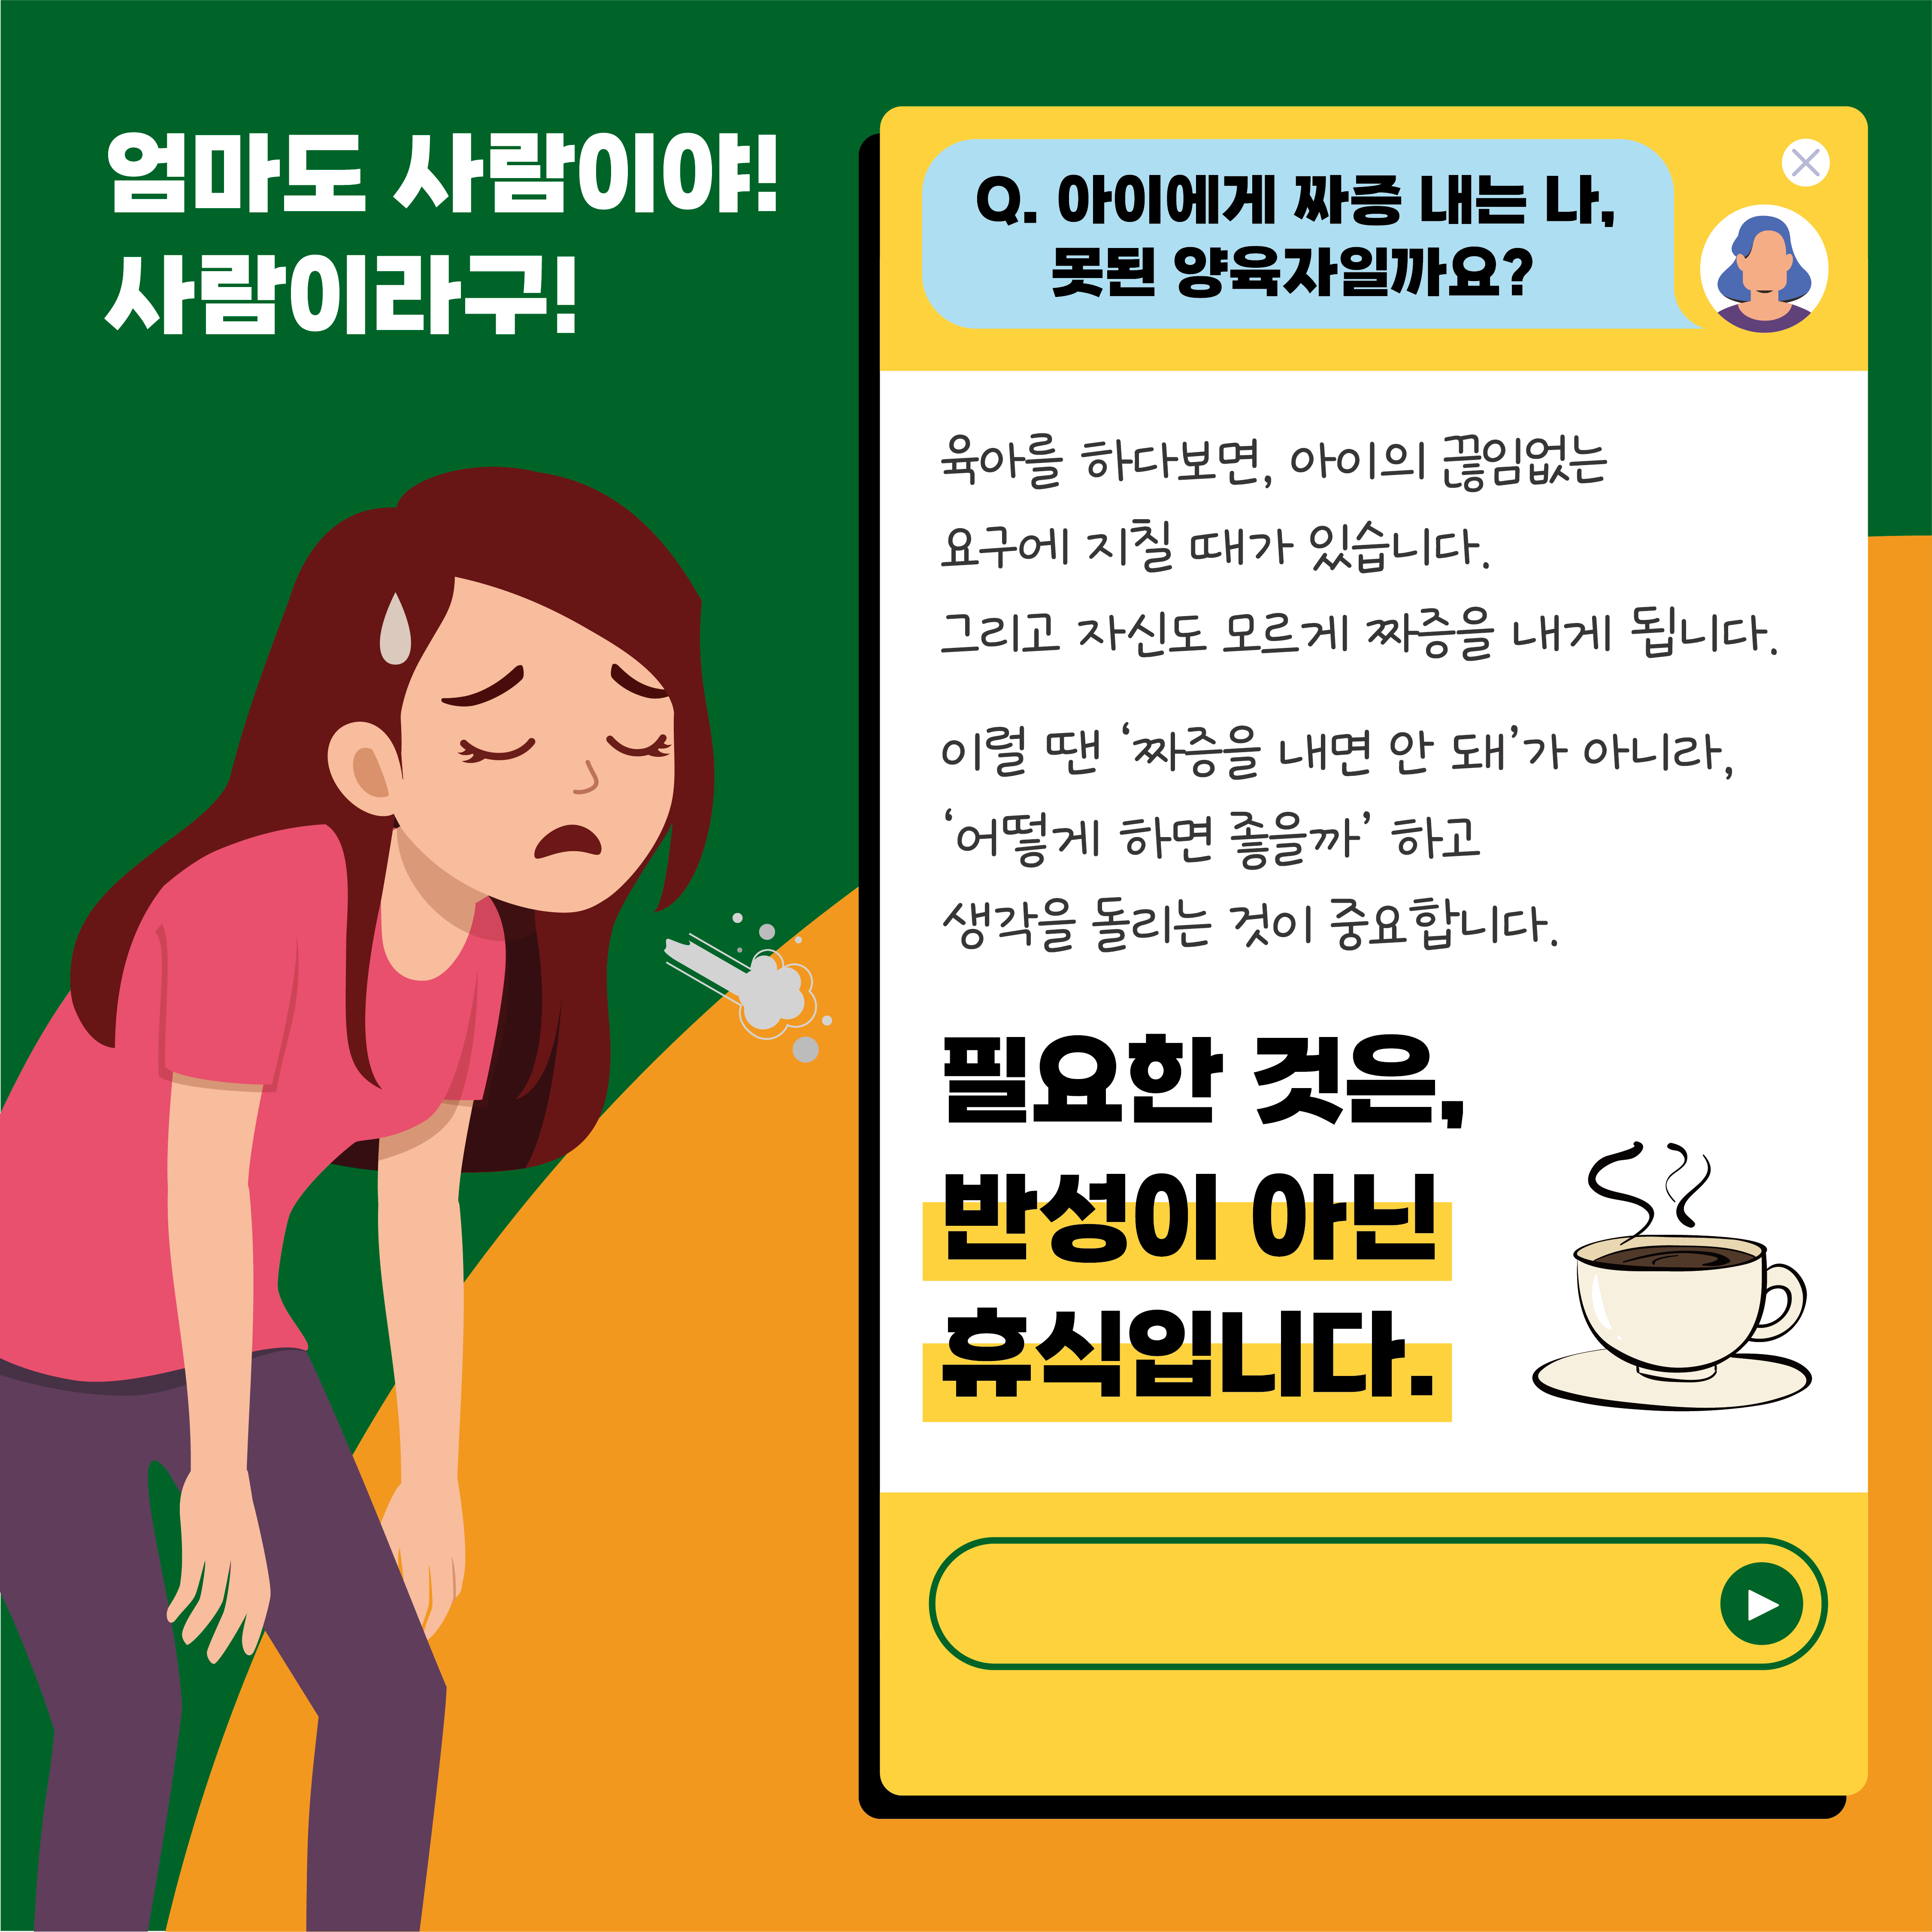 엄마도 사람이야!
사람이라구!
Q. 아이에게 짜증 내는 나,
못된 양육자일까요?
육아를 하다보면, 아이의 끊임없는
요구에 지칠 때가 있습니다.
그리고 자신도 모르게 짜증을 내게 됩니다.
이럴 땐 ‘짜증을 내면 안 돼’가 아니라,
‘어떻게 하면 좋을까’ 하고
생각을 돌리는 것이 중요합니다.
필요한 것은,
반성이 아닌
휴식입니다.